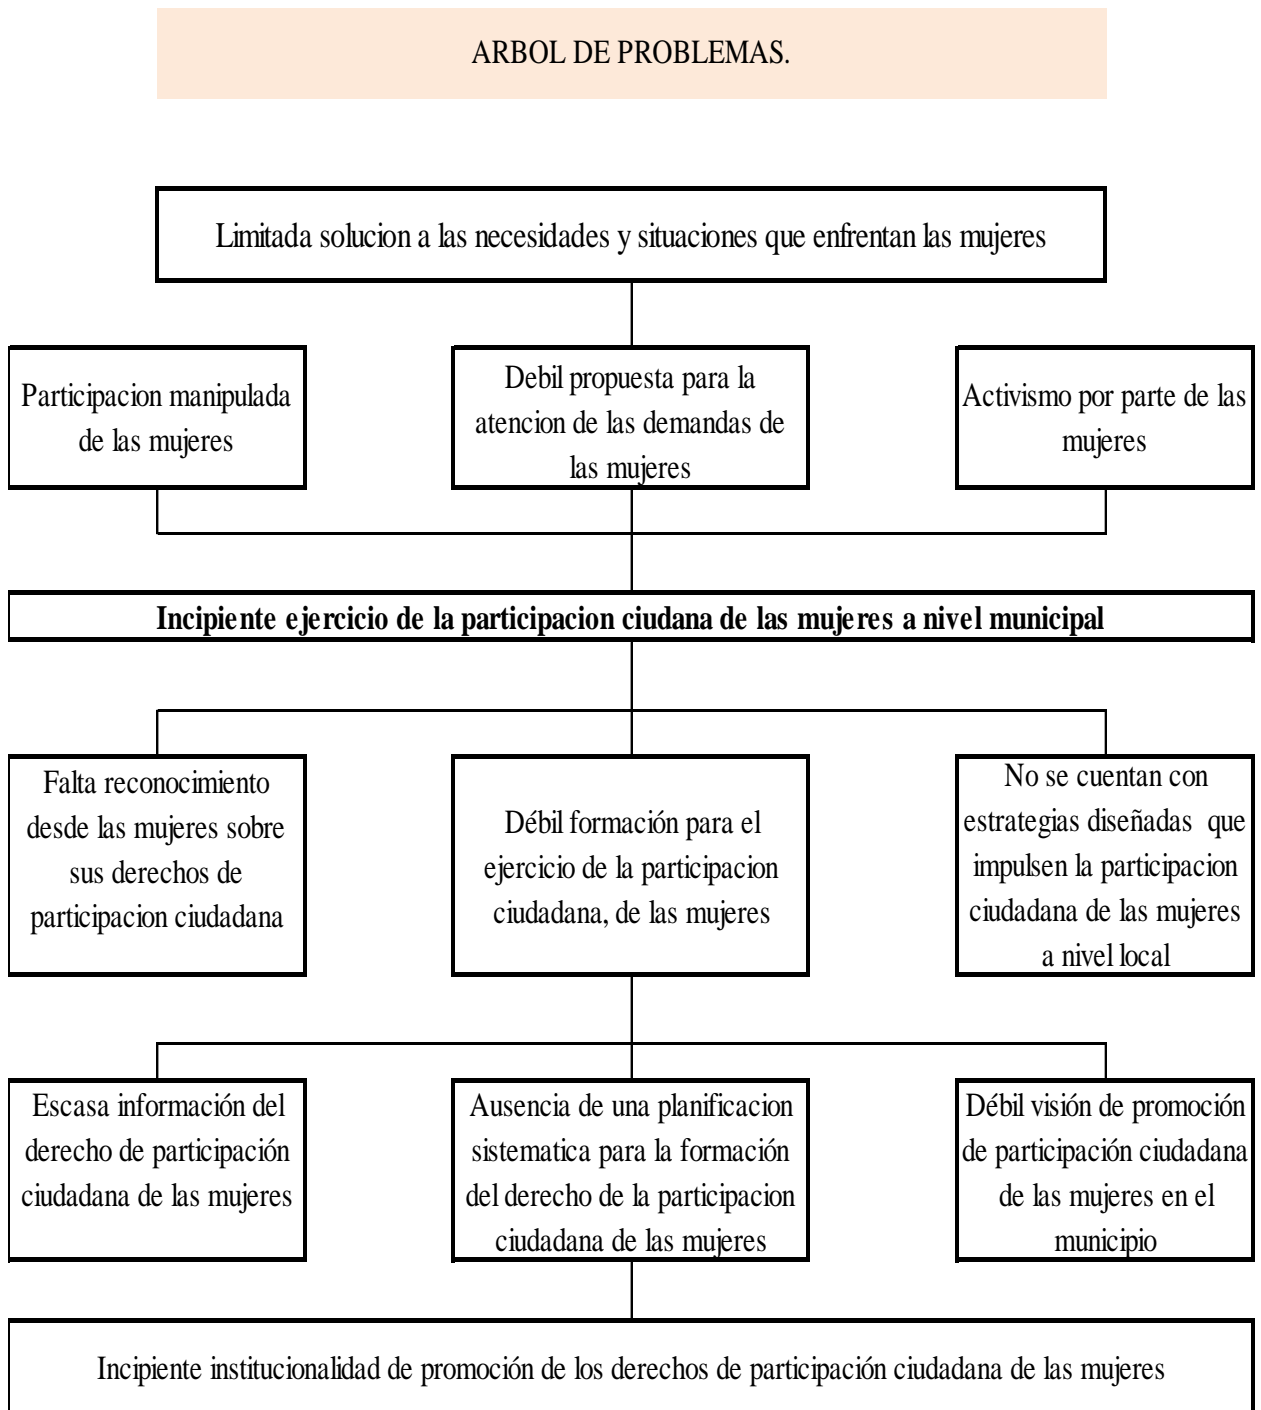 ARBOL DE PROBLEMAS.
Limitada solucion a las necesidades y situaciones que enfrentan las mujeres
Participacion manipulada
de las mujeres
Debil propuesta para la
atencion de las demandas de
las mujeres
Activismo por parte de las
mujeres
Incipiente ejercicio de la participacion ciudana de las mujeres a nivel municipal
Falta reconocimiento
desde las mujeres sobre
sus derechos de
participacion ciudadana
Débil formación para el
ejercicio de la participacion
ciudadana, de las mujeres
No se cuentan con
estrategias diseñadas que
impulsen la participacion
ciudadana de las mujeres
a nivel local
Escasa información del
derecho de participación
ciudadana de las mujeres
Ausencia de una planificacion
sistematica para la formación
del derecho de la participacion
ciudadana de las mujeres
Débil visión de promoción
de participación ciudadana
de las mujeres en el
municipio
Incipiente institucionalidad de promoción de los derechos de participación ciudadana de las mujeres